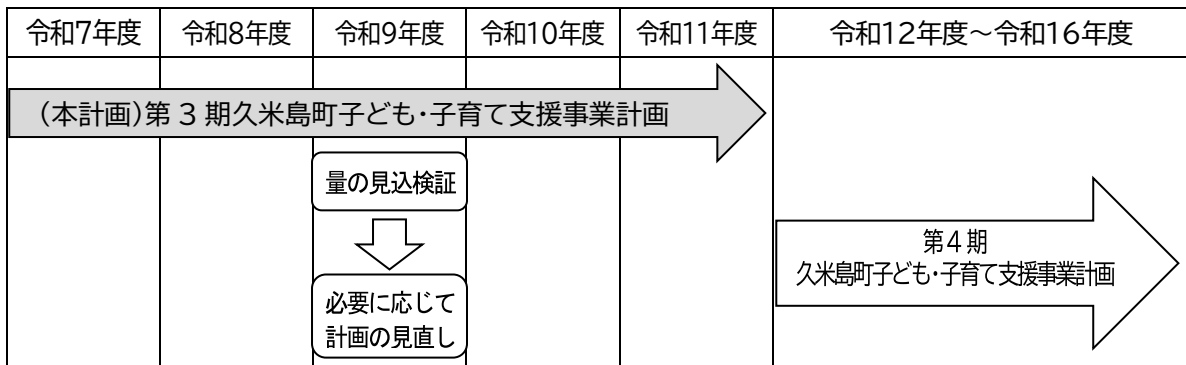 令和7年度 令和8年度 令和9年度 令和10年度 令和11年度 令和12年度～令和16年度
（本計画）第３期久米島町子ども・子育て支援事業計画
量の見込検証
必要に応じて
計画の見直し
第４期
久米島町子ども・子育て支援事業計画